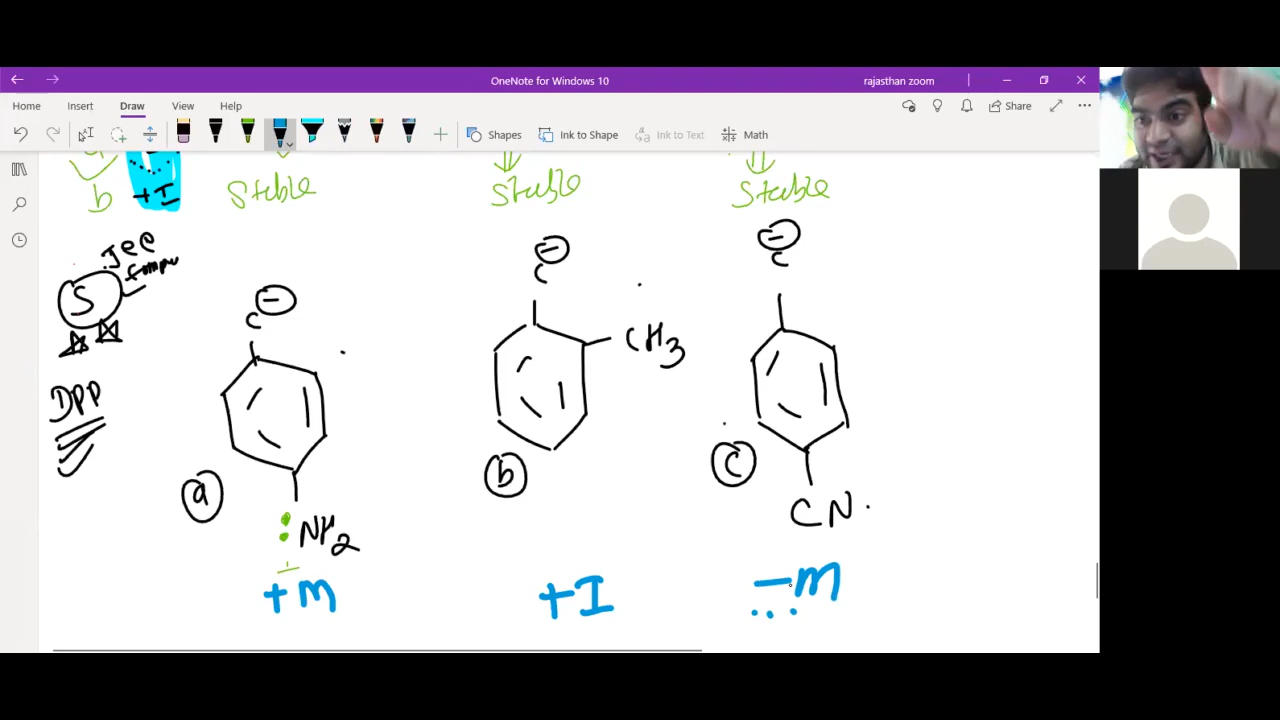 OneNote for Windows 10
rajasthan zoom
Home Insert Draw View Help
Share
Shapes
Ink to Shape
Ink to Text
Math
b
+I
Stable
Stable
Stable
Jee
S
DPP
C
−
NH2
a
+M
C
−
CH3
b
+I
C
−
CN
c
−M